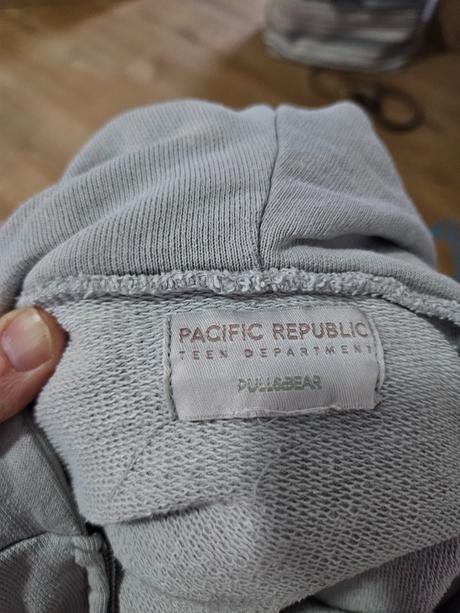 PACIFIC REPUBLIC
TEEN DEPARTMENT
PULL&BEAR